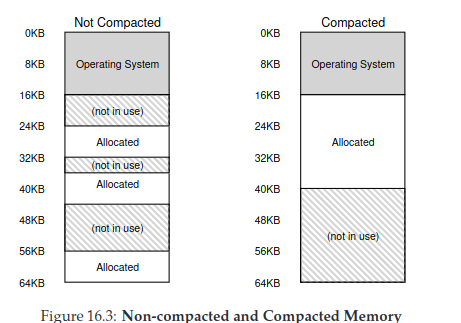 Not Compacted
0KB
8KB
Operating System
16KB
(not in use)
24KB
Allocated
32KB
(not in use)
40KB
Allocated
48KB
(not in use)
56KB
Allocated
64KB
Compacted
0KB
8KB
Operating System
16KB
24KB
Allocated
32KB
40KB
48KB
(not in use)
56KB
64KB
Figure 16.3: Non-compacted and Compacted Memory